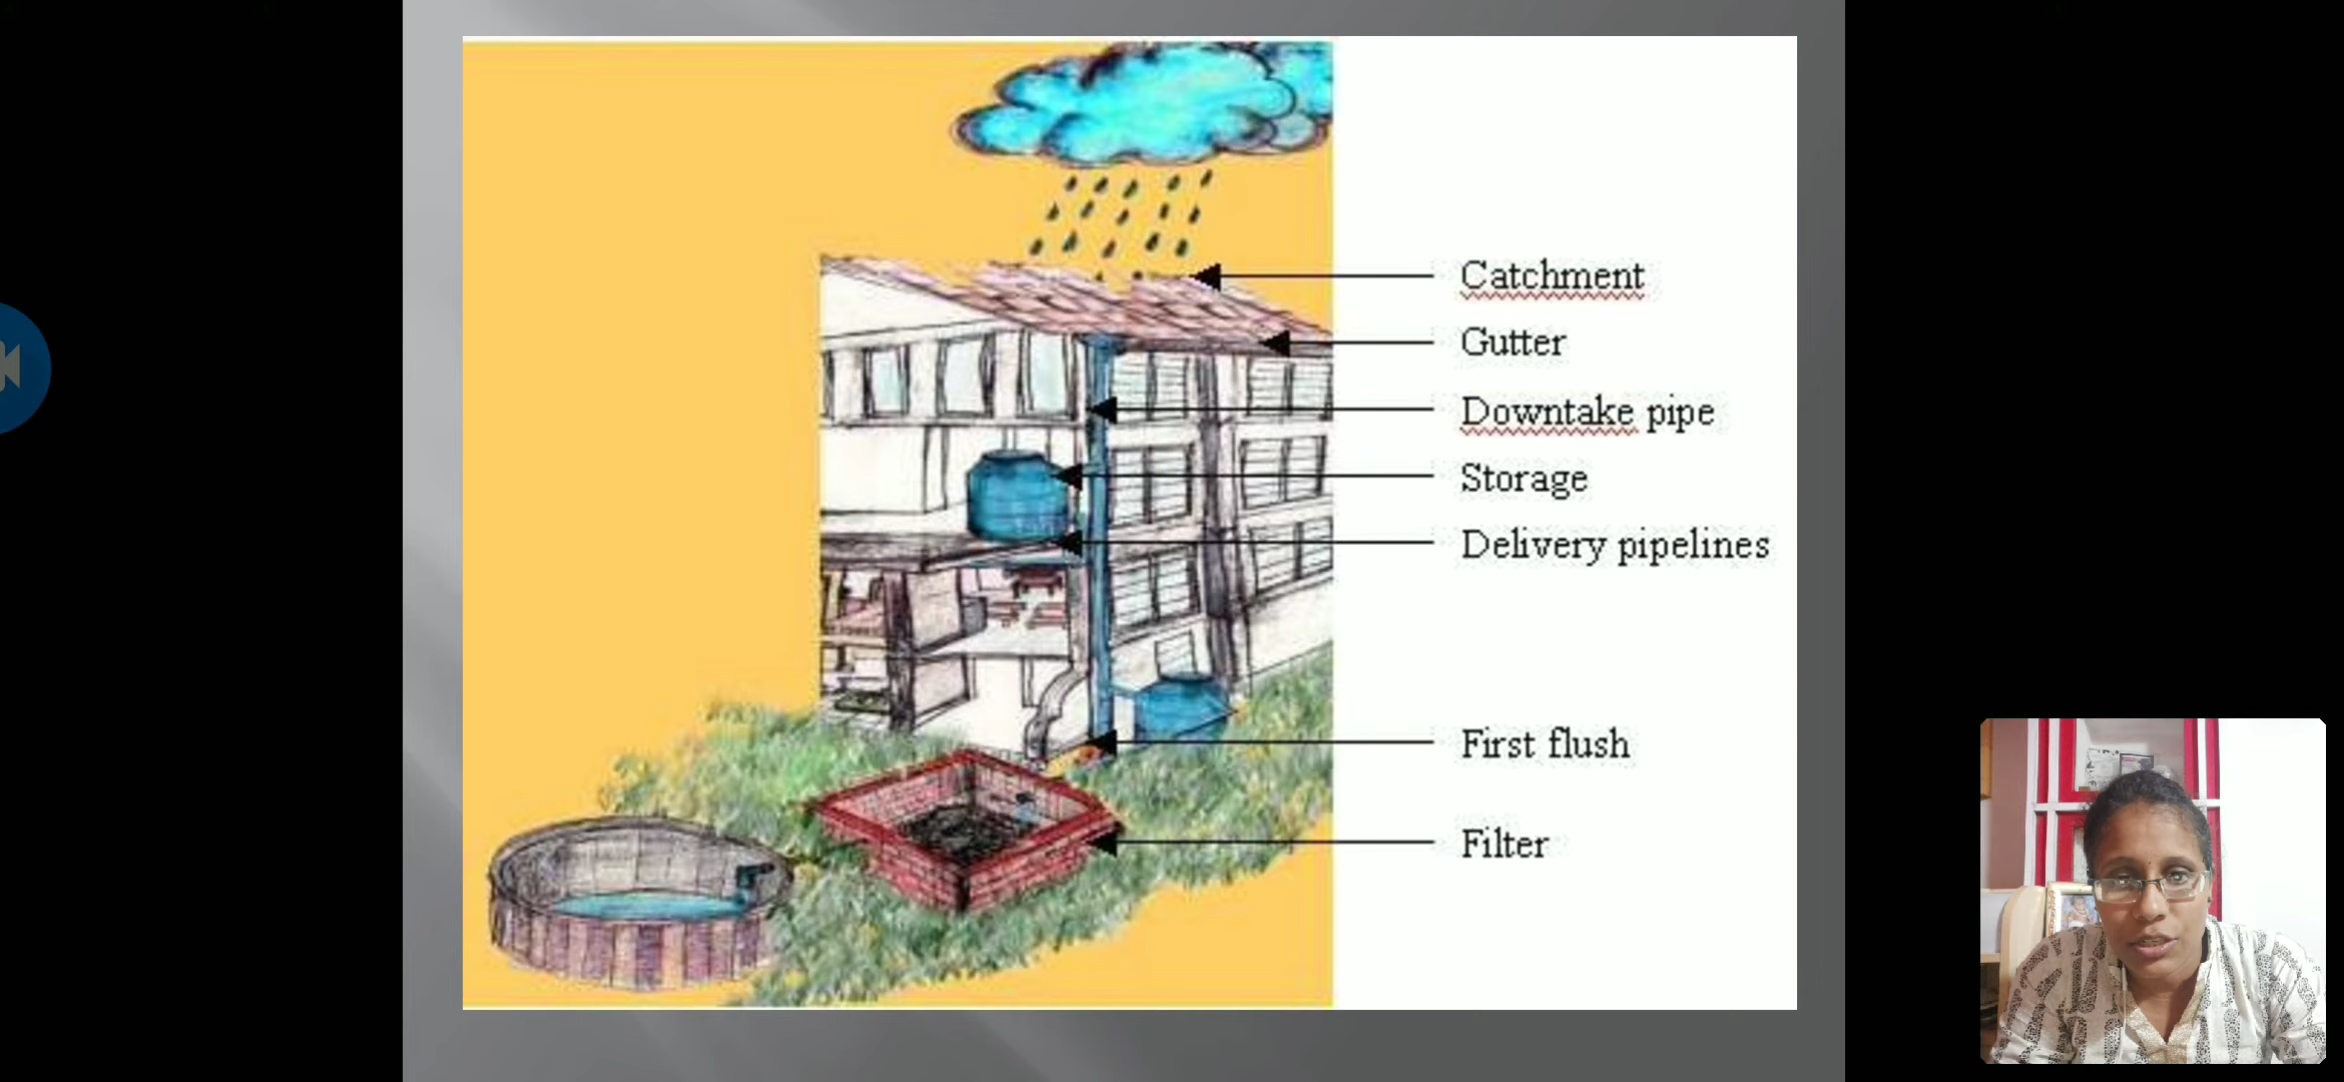 Catchment
Gutter
Downtake pipe
Storage
Delivery pipelines
First flush
Filter